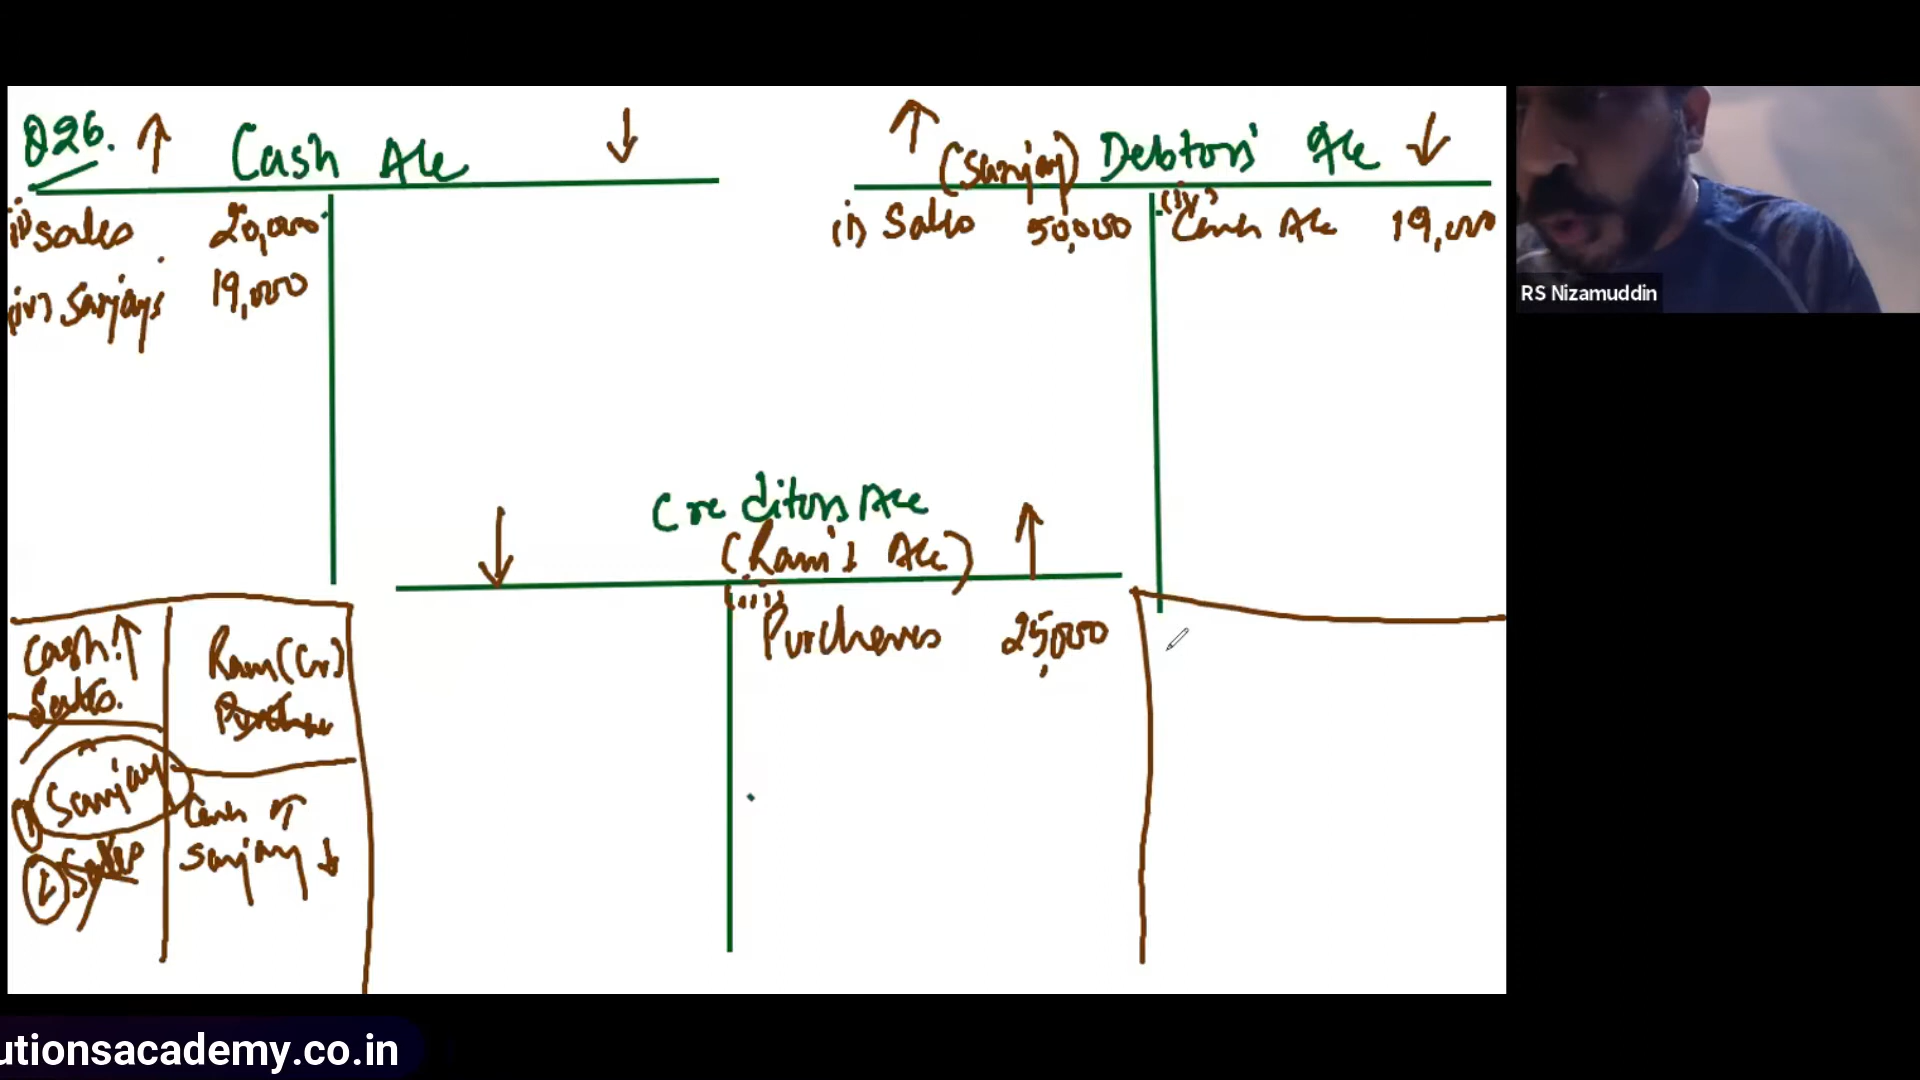 Q26.
Cash A/c
(ii) Sales 20,000
(iv) Sanjay's 19,000
(Sanjay) Debtors' A/c
(i) Sales 50,000
(iv) Cash A/c 19,000
RS Nizamuddin
Creditors A/c
(Ram's A/c)
(iii) Purchases 25,000
Cash ↑
Sales.
Ram (Cr)
Purchase
① Sanjay
② Sales
Cash ↑
Sanjay ↓
utionsacademy.co.in